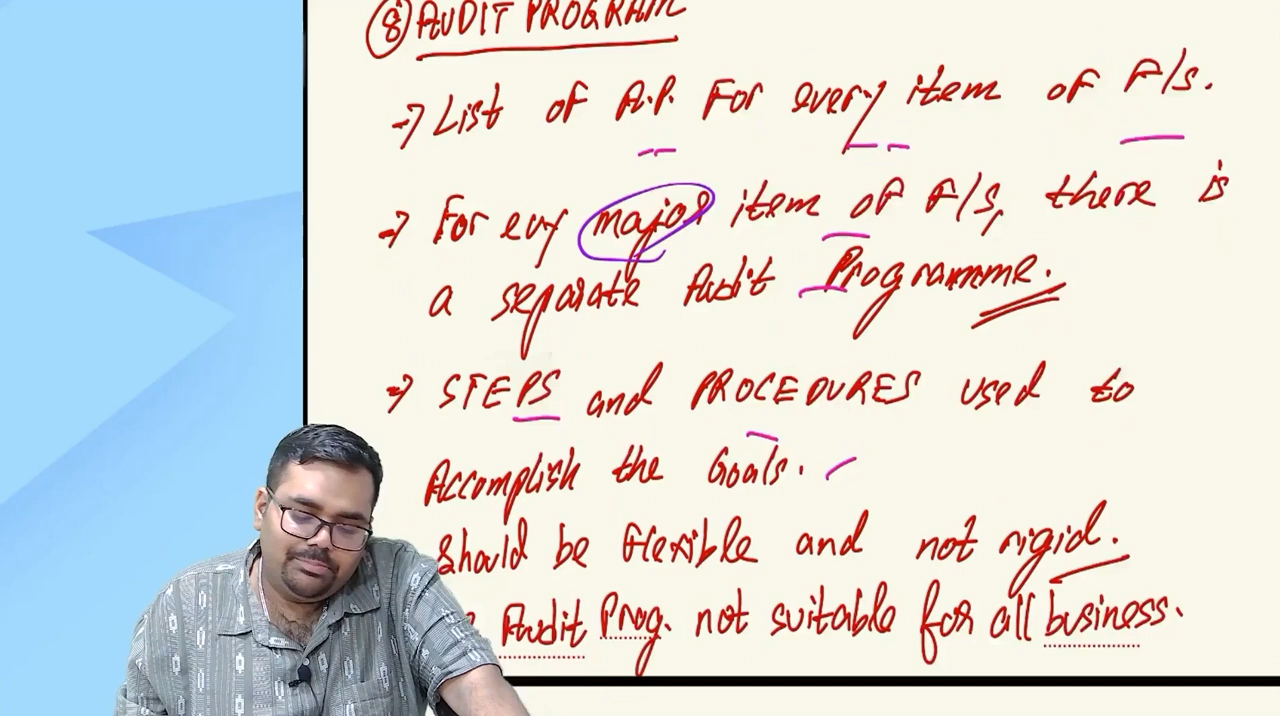 ⑧ AUDIT PROGRAM
→ List of A.P. For every item of F/s.
→ For evry major item of F/s, there is
a separate Audit Programme.
→ STEPS and PROCEDURES used to
Accomplish the Goals.
should be flexible and not rigid.
Audit Prog. not suitable for all business.